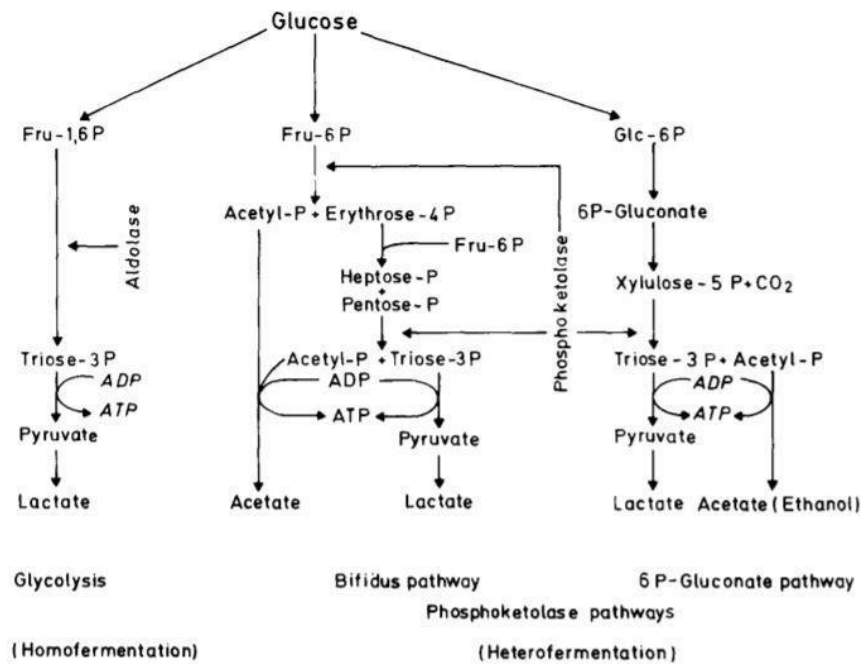 Glucose
Fru-1,6P Fru-6P Glc-6P
Acetyl-P + Erythrose-4P 6P-Gluconate
Aldolase Fru-6P Phosphoketolase
Heptose-P
+
Pentose-P
Xylulose-5P+CO2
Triose-3P Acetyl-P + Triose-3P Triose-3P + Acetyl-P
ADP ADP ADP
ATP ATP ATP
Pyruvate Pyruvate Pyruvate
Lactate Acetate Lactate Lactate Acetate (Ethanol)
Glycolysis Bifidus pathway 6P-Gluconate pathway
Phosphoketolase pathways
(Homofermentation) (Heterofermentation)